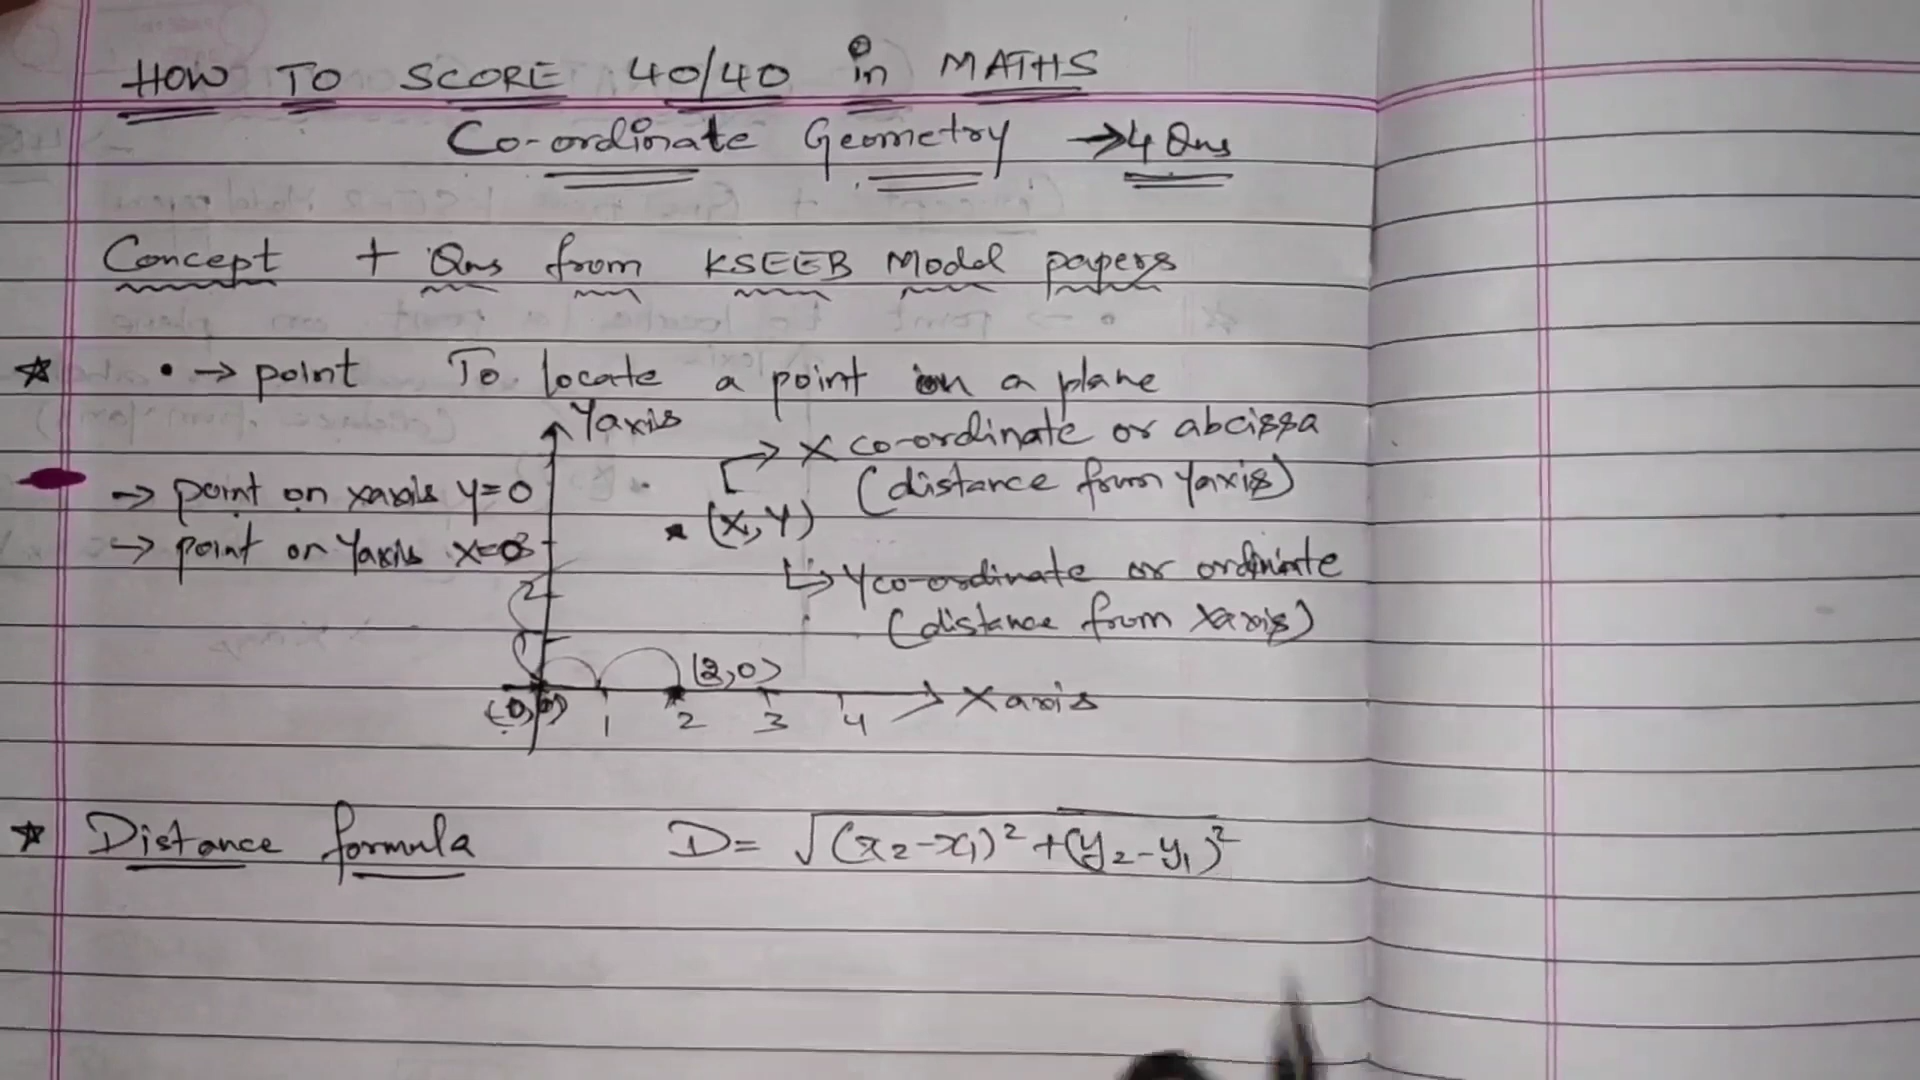 HOW TO SCORE 40/40 in MATHS
Co-ordinate Geometry → 4 Qns
Concept + Qns from KSEEB Model papers
• → point To locate a point on a plane
Y axis
→ X co-ordinate or abcissa
(distance from Y axis)
→ point on x axis y=0
(X, Y)
→ point on Y axis x=0
3
→ Y co-ordinate or ordinate
2
(distance from X axis)
(2,0)
(0,0) 1 2 3 4 → X axis
Distance formula D = √(x₂-x₁)² + (y₂-y₁)²